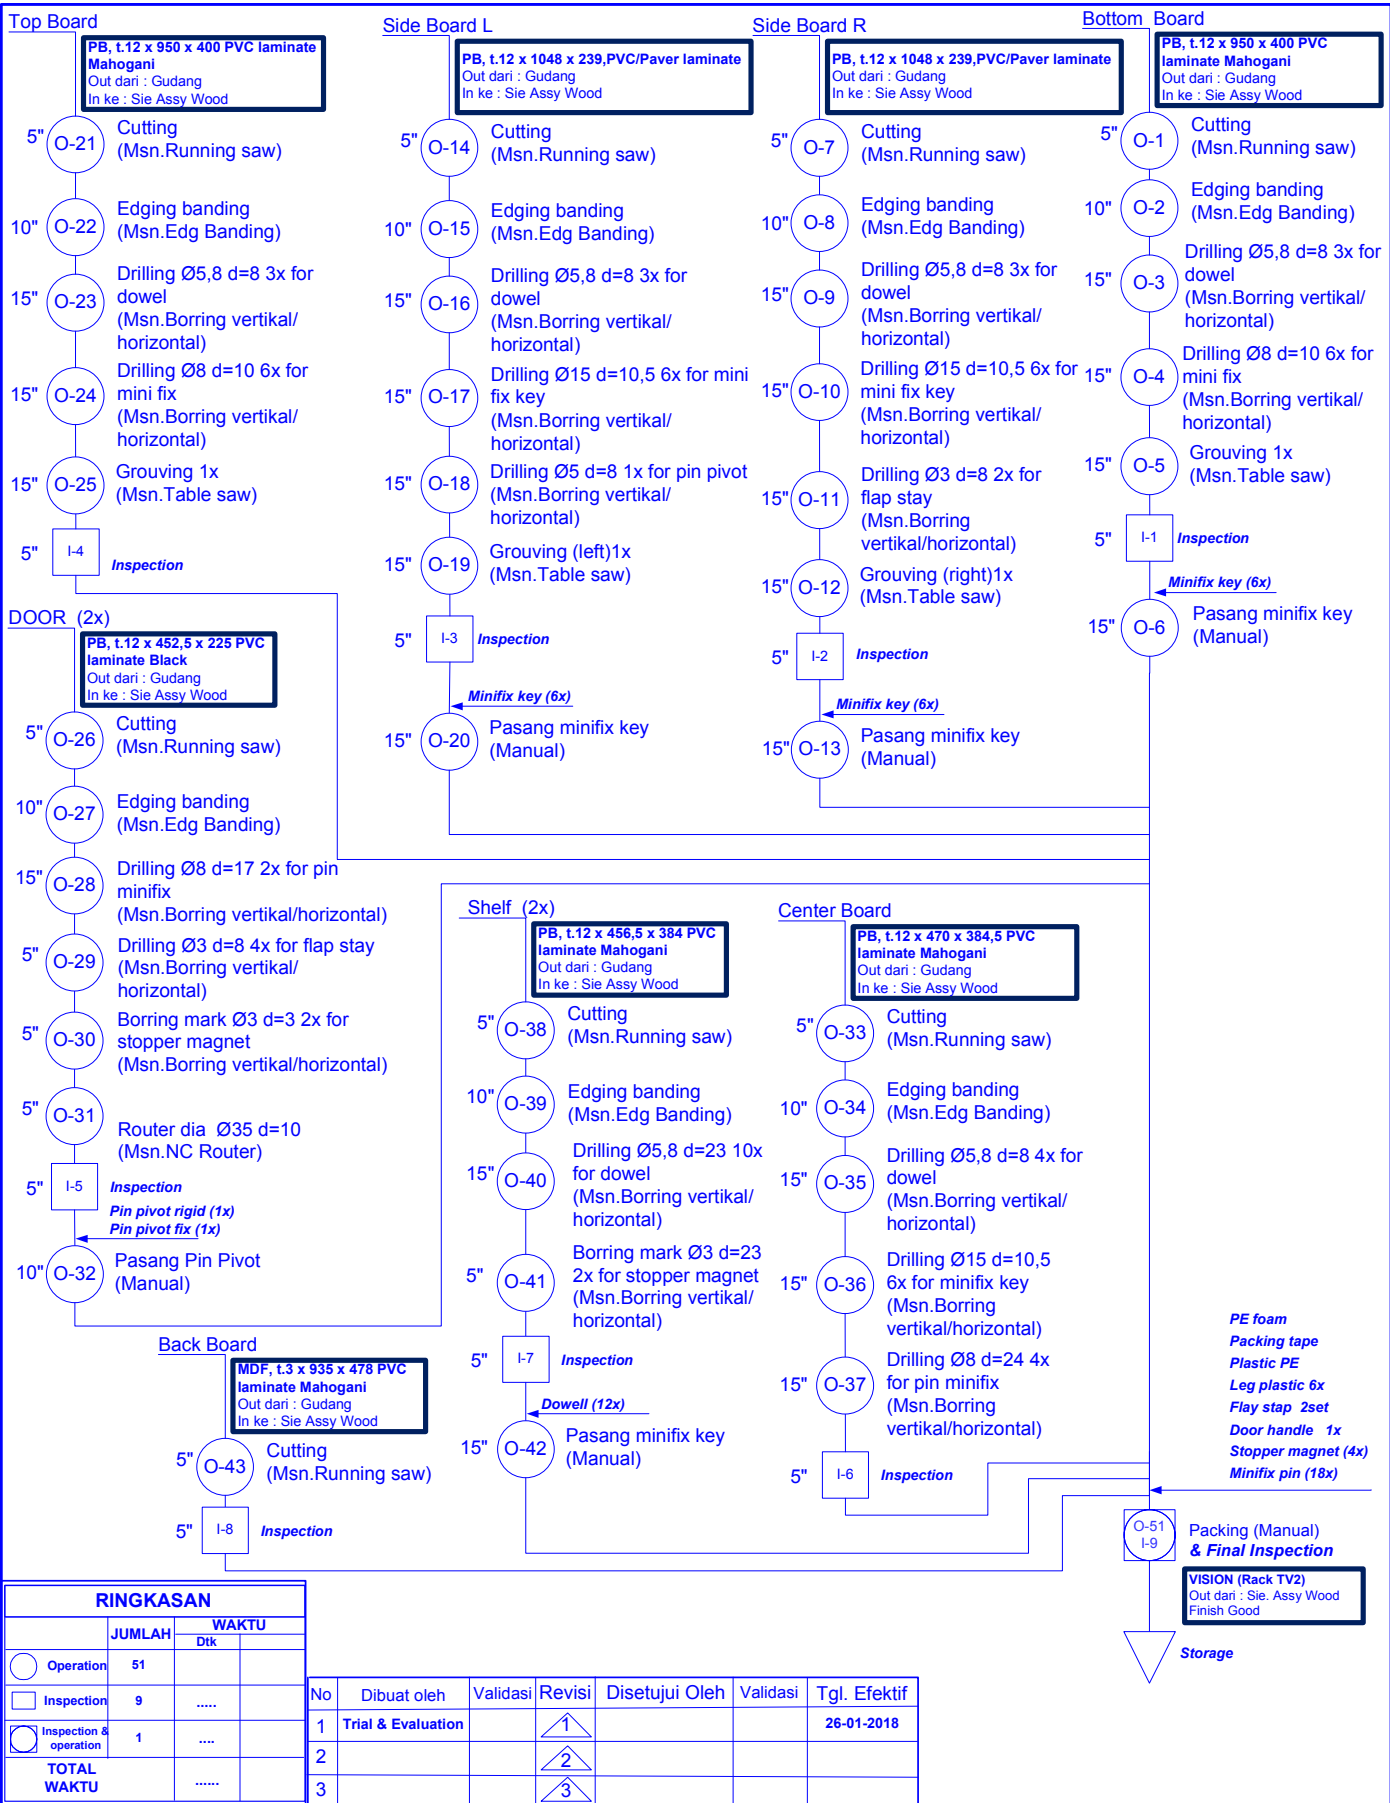 Top Board
PB, t.12 x 950 x 400 PVC laminate
Mahogani
Out dari : Gudang
In ke : Sie Assy Wood
5" O-21 Cutting
(Msn.Running saw)
10" O-22 Edging banding
(Msn.Edg Banding)
15" O-23 Drilling Ø5,8 d=8 3x for
dowel
(Msn.Borring vertikal/
horizontal)
15" O-24 Drilling Ø8 d=10 6x for
mini fix
(Msn.Borring vertikal/
horizontal)
15" O-25 Grouving 1x
(Msn.Table saw)
5" I-4 Inspection
Side Board L
PB, t.12 x 1048 x 239,PVC/Paver laminate
Out dari : Gudang
In ke : Sie Assy Wood
5" O-14 Cutting
(Msn.Running saw)
10" O-15 Edging banding
(Msn.Edg Banding)
15" O-16 Drilling Ø5,8 d=8 3x for
dowel
(Msn.Borring vertikal/
horizontal)
15" O-17 Drilling Ø15 d=10,5 6x for mini
fix key
(Msn.Borring vertikal/
horizontal)
15" O-18 Drilling Ø5 d=8 1x for pin pivot
(Msn.Borring vertikal/
horizontal)
15" O-19 Grouving (left)1x
(Msn.Table saw)
5" I-3 Inspection
Minifix key (6x)
15" O-20 Pasang minifix key
(Manual)
Side Board R
PB, t.12 x 1048 x 239,PVC/Paver laminate
Out dari : Gudang
In ke : Sie Assy Wood
5" O-7 Cutting
(Msn.Running saw)
10" O-8 Edging banding
(Msn.Edg Banding)
15" O-9 Drilling Ø5,8 d=8 3x for
dowel
(Msn.Borring vertikal/
horizontal)
15" O-10 Drilling Ø15 d=10,5 6x for
mini fix key
(Msn.Borring vertikal/
horizontal)
15" O-11 Drilling Ø3 d=8 2x for
flap stay
(Msn.Borring
vertikal/horizontal)
15" O-12 Grouving (right)1x
(Msn.Table saw)
5" I-2 Inspection
Minifix key (6x)
15" O-13 Pasang minifix key
(Manual)
Bottom Board
PB, t.12 x 950 x 400 PVC
laminate Mahogani
Out dari : Gudang
In ke : Sie Assy Wood
5" O-1 Cutting
(Msn.Running saw)
10" O-2 Edging banding
(Msn.Edg Banding)
15" O-3 Drilling Ø5,8 d=8 3x for
dowel
(Msn.Borring vertikal/
horizontal)
15" O-4 Drilling Ø8 d=10 6x for
mini fix
(Msn.Borring vertikal/
horizontal)
15" O-5 Grouving 1x
(Msn.Table saw)
5" I-1 Inspection
Minifix key (6x)
15" O-6 Pasang minifix key
(Manual)
DOOR (2x)
PB, t.12 x 452,5 x 225 PVC
laminate Black
Out dari : Gudang
In ke : Sie Assy Wood
5" O-26 Cutting
(Msn.Running saw)
10" O-27 Edging banding
(Msn.Edg Banding)
15" O-28 Drilling Ø8 d=17 2x for pin
minifix
(Msn.Borring vertikal/horizontal)
5" O-29 Drilling Ø3 d=8 4x for flap stay
(Msn.Borring vertikal/
horizontal)
5" O-30 Borring mark Ø3 d=3 2x for
stopper magnet
(Msn.Borring vertikal/horizontal)
5" O-31 Router dia Ø35 d=10
(Msn.NC Router)
5" I-5 Inspection
Pin pivot rigid (1x)
Pin pivot fix (1x)
10" O-32 Pasang Pin Pivot
(Manual)
Shelf (2x)
PB, t.12 x 456,5 x 384 PVC
laminate Mahogani
Out dari : Gudang
In ke : Sie Assy Wood
5" O-38 Cutting
(Msn.Running saw)
10" O-39 Edging banding
(Msn.Edg Banding)
15" O-40 Drilling Ø5,8 d=23 10x
for dowel
(Msn.Borring vertikal/
horizontal)
5" O-41 Borring mark Ø3 d=23
2x for stopper magnet
(Msn.Borring vertikal/
horizontal)
5" I-7 Inspection
Dowell (12x)
15" O-42 Pasang minifix key
(Manual)
Center Board
PB, t.12 x 470 x 384,5 PVC
laminate Mahogani
Out dari : Gudang
In ke : Sie Assy Wood
5" O-33 Cutting
(Msn.Running saw)
10" O-34 Edging banding
(Msn.Edg Banding)
15" O-35 Drilling Ø5,8 d=8 4x for
dowel
(Msn.Borring vertikal/
horizontal)
15" O-36 Drilling Ø15 d=10,5
6x for minifix key
(Msn.Borring
vertikal/horizontal)
15" O-37 Drilling Ø8 d=24 4x
for pin minifix
(Msn.Borring
vertikal/horizontal)
5" I-6 Inspection
Back Board
MDF, t.3 x 935 x 478 PVC
laminate Mahogani
Out dari : Gudang
In ke : Sie Assy Wood
5" O-43 Cutting
(Msn.Running saw)
5" I-8 Inspection
PE foam
Packing tape
Plastic PE
Leg plastic 6x
Flay stap 2set
Door handle 1x
Stopper magnet (4x)
Minifix pin (18x)
O-51
I-9
Packing (Manual)
& Final Inspection
VISION (Rack TV2)
Out dari : Sie. Assy Wood
Finish Good
Storage
RINGKASAN
JUMLAH WAKTU
Dtk
Operation 51
Inspection 9 .....
Inspection &
operation 1 ....
TOTAL
WAKTU ......
No Dibuat oleh Validasi Revisi Disetujui Oleh Validasi Tgl. Efektif
1 Trial & Evaluation 1 26-01-2018
2 2
3 3